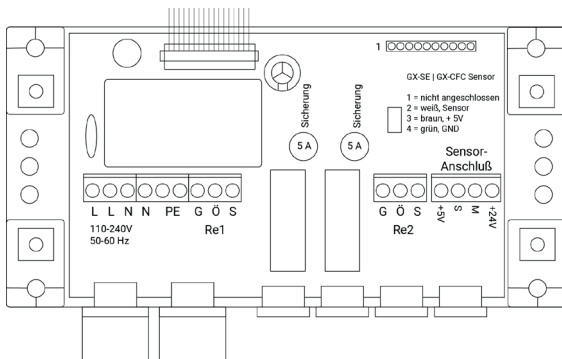 1
GX-SE | GX-CFC Sensor
1 = nicht angeschlossen
2 = weiß, Sensor
3 = braun, + 5V
4 = grün, GND
Sicherung
Sicherung
5 A
5 A
Sensor-
Anschluß
L L N N PE G Ö S
G Ö S
+5V S M +24V
110-240V
50-60 Hz
Re1
Re2